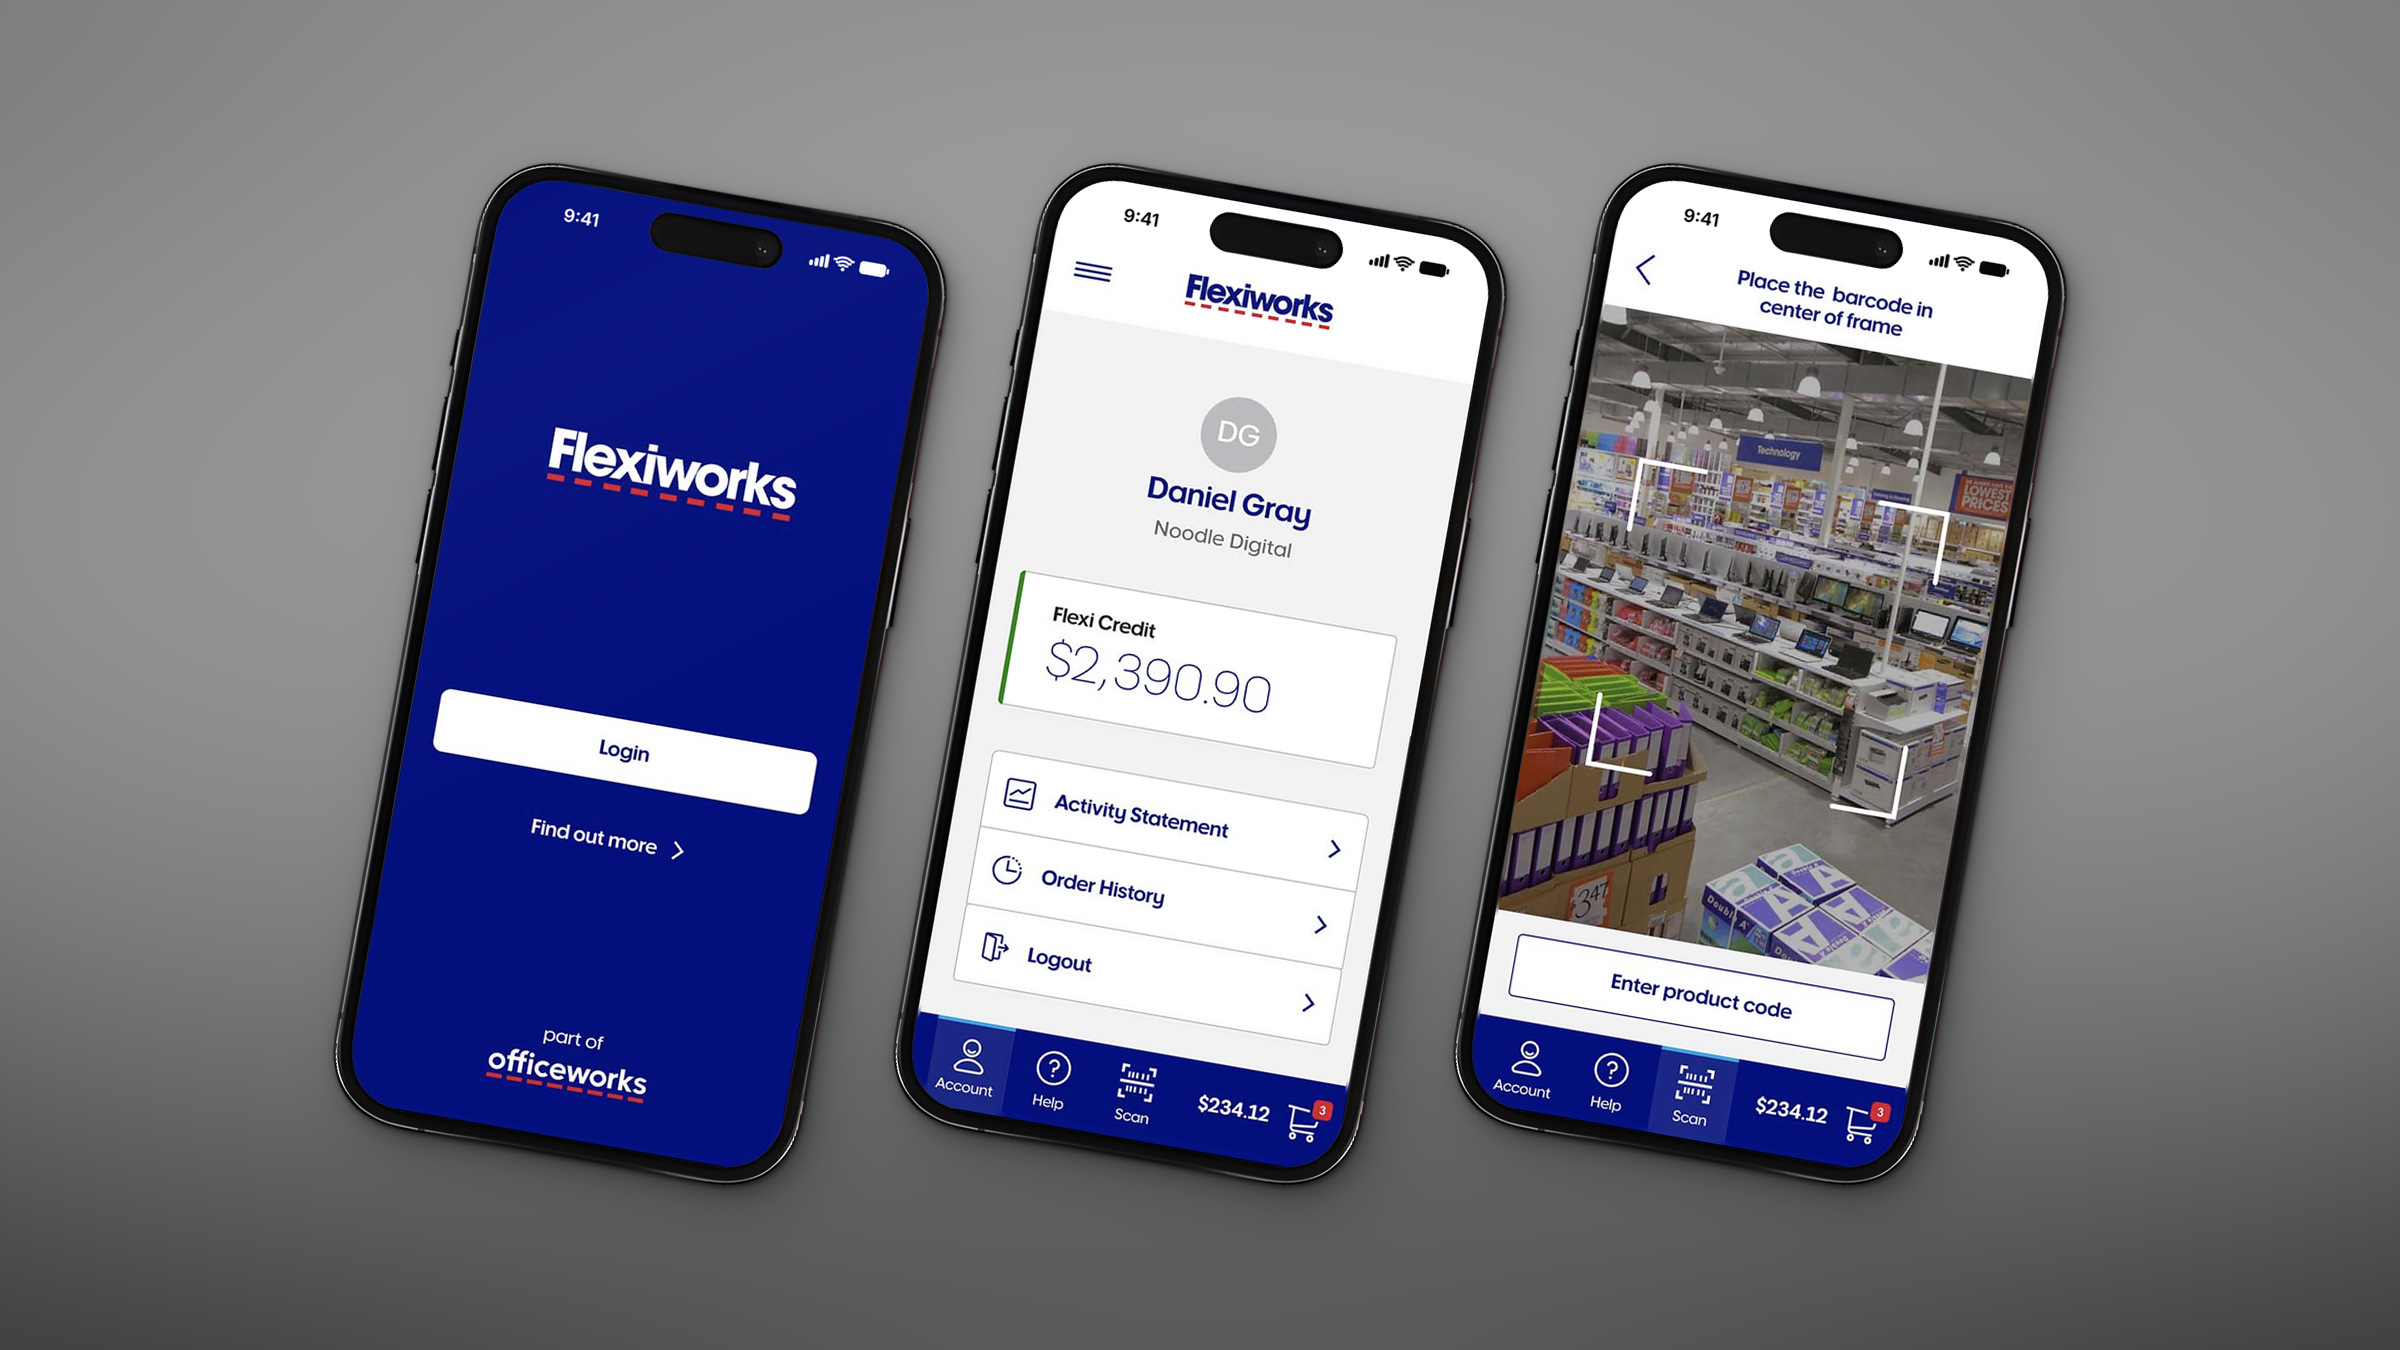 9:41
Flexiworks
Login
Find out more
part of
officeworks
9:41
Flexiworks
DG
Daniel Gray
Noodle Digital
Flexi Credit
$2,390.90
Activity Statement
Order History
Logout
Account
Help
Scan
$234.12
3
9:41
Place the barcode in
center of frame
Technology
LOWEST
PRICES
347
Double A
Enter product code
Account
Help
Scan
$234.12
3